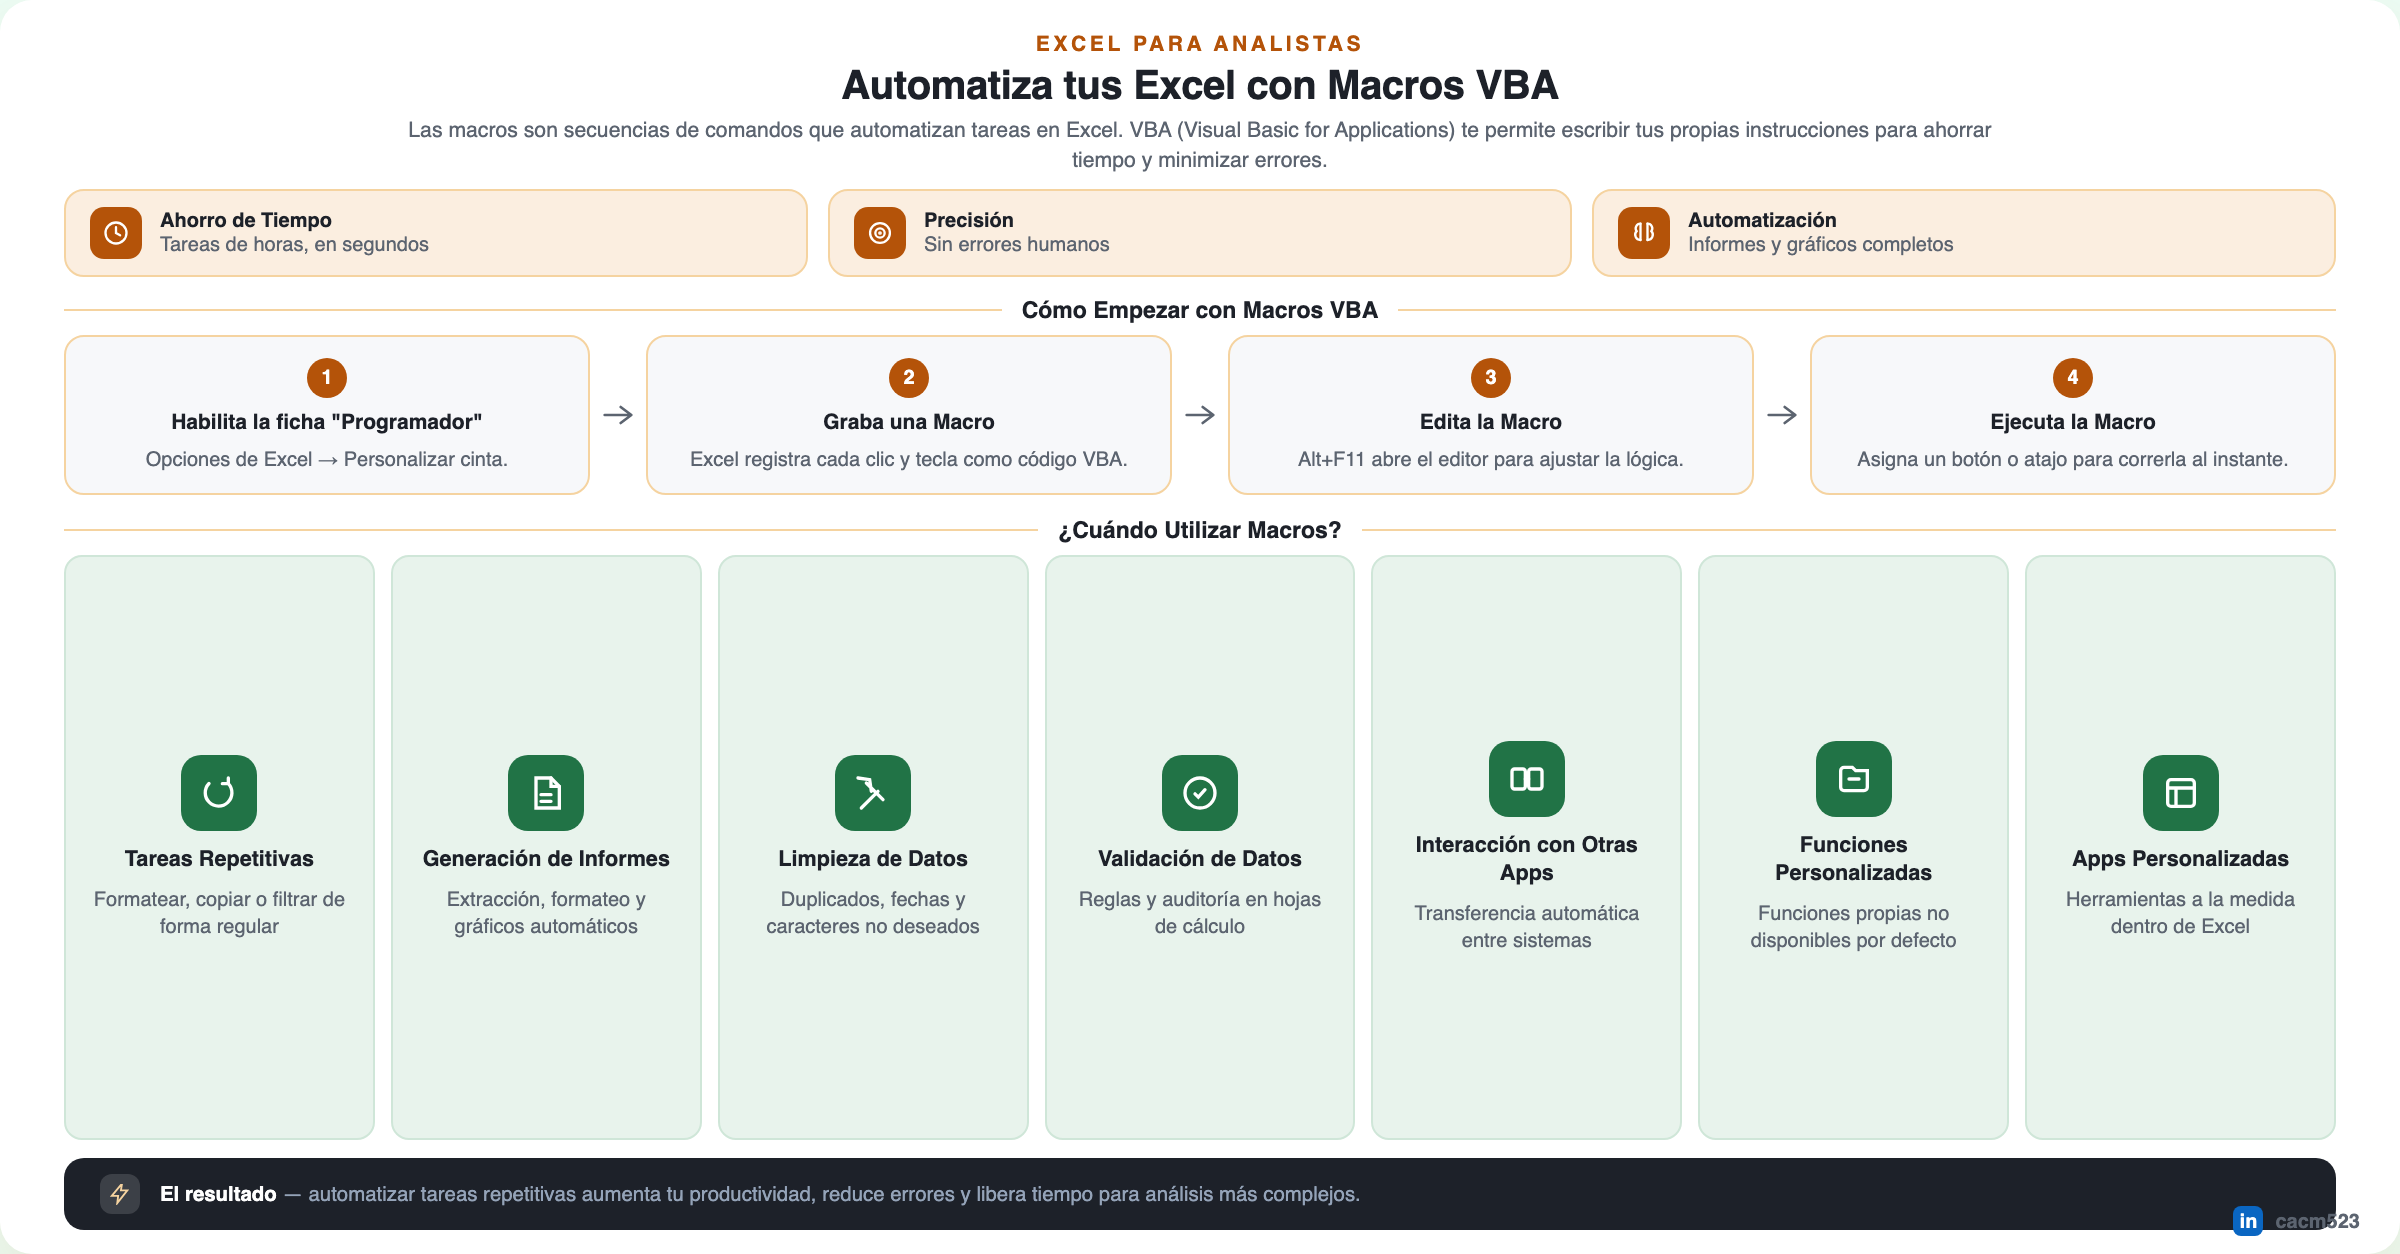 EXCEL PARA ANALISTAS
Automatiza tus Excel con Macros VBA
Las macros son secuencias de comandos que automatizan tareas en Excel. VBA (Visual Basic for Applications) te permite escribir tus propias instrucciones para ahorrar
tiempo y minimizar errores.
Ahorro de Tiempo
Tareas de horas, en segundos
Precisión
Sin errores humanos
Automatización
Informes y gráficos completos
Cómo Empezar con Macros VBA
1
Habilita la ficha "Programador"
Opciones de Excel → Personalizar cinta.
2
Graba una Macro
Excel registra cada clic y tecla como código VBA.
3
Edita la Macro
Alt+F11 abre el editor para ajustar la lógica.
4
Ejecuta la Macro
Asigna un botón o atajo para correrla al instante.
¿Cuándo Utilizar Macros?
Tareas Repetitivas
Formatear, copiar o filtrar de
forma regular
Generación de Informes
Extracción, formateo y
gráficos automáticos
Limpieza de Datos
Duplicados, fechas y
caracteres no deseados
Validación de Datos
Reglas y auditoría en hojas
de cálculo
Interacción con Otras
Apps
Transferencia automática
entre sistemas
Funciones
Personalizadas
Funciones propias no
disponibles por defecto
Apps Personalizadas
Herramientas a la medida
dentro de Excel
El resultado — automatizar tareas repetitivas aumenta tu productividad, reduce errores y libera tiempo para análisis más complejos.
in cacm523